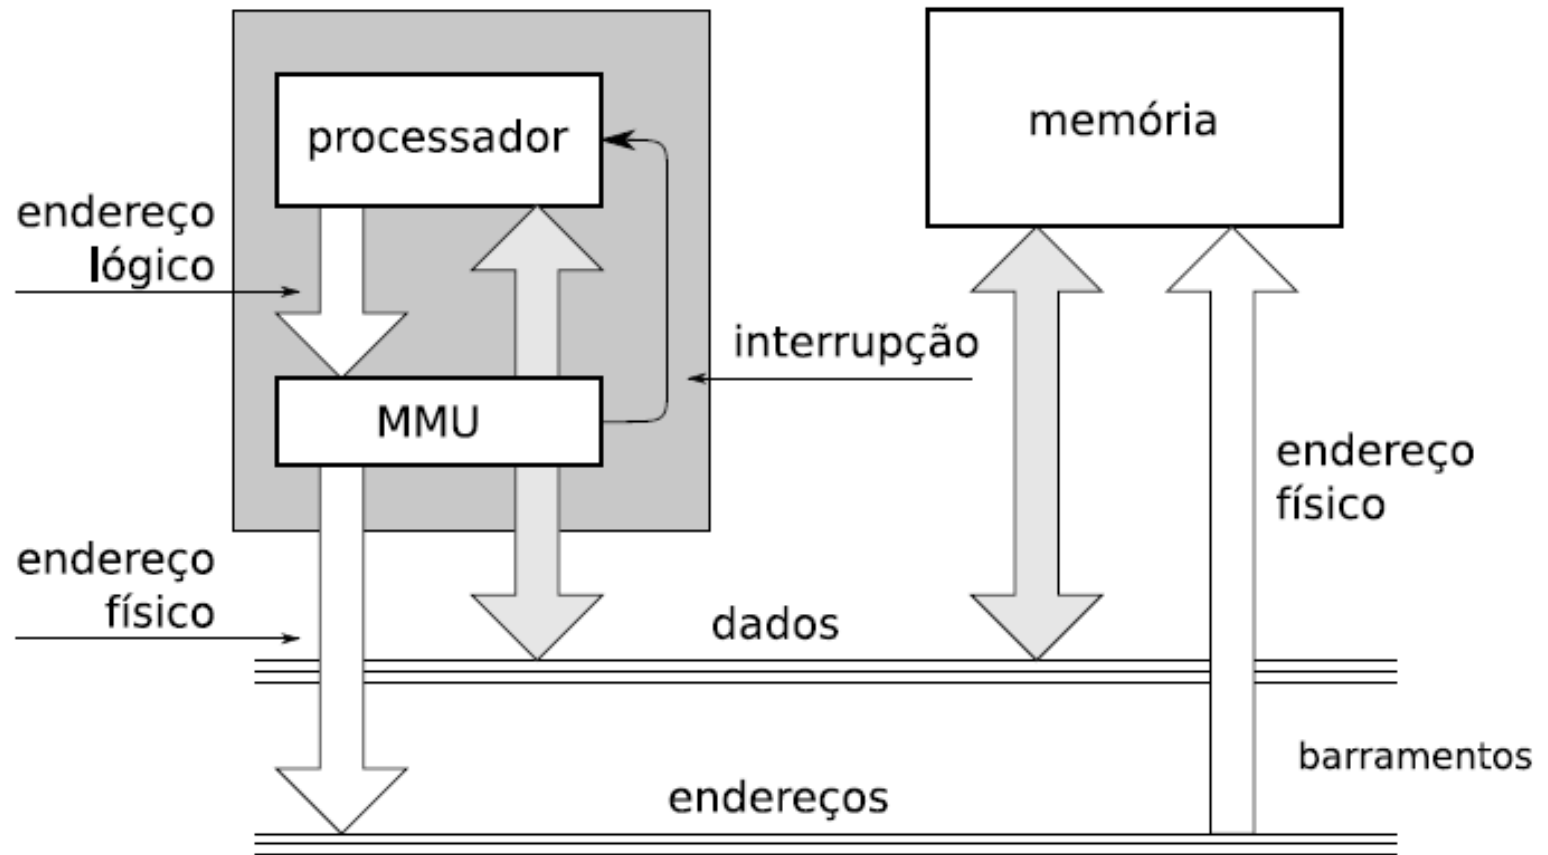 processador
memória
endereço
lógico
interrupção
MMU
endereço
físico
endereço
físico
dados
barramentos
endereços